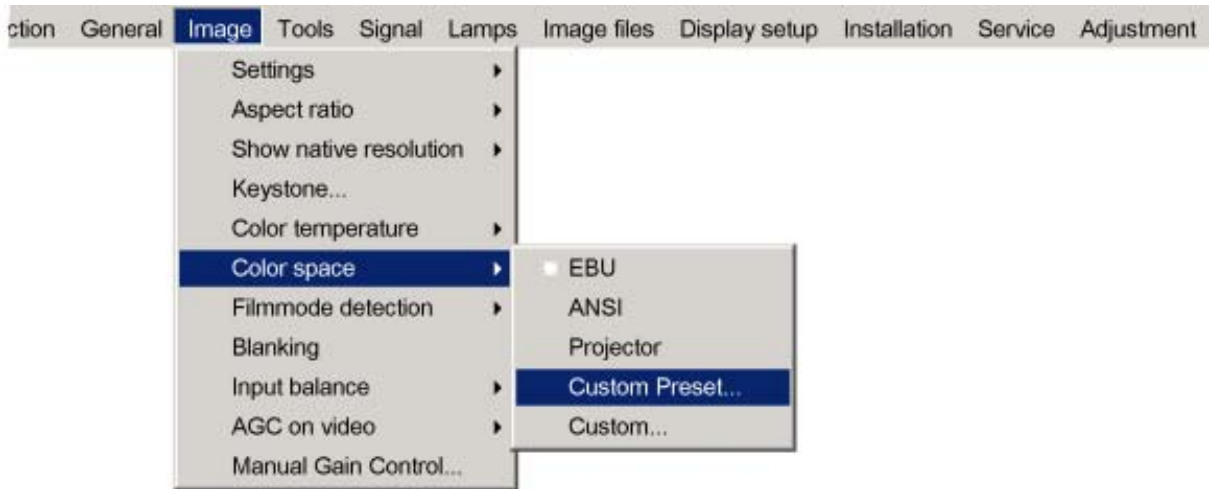 ction General Image Tools Signal Lamps Image files Display setup Installation Service Adjustment
Settings
Aspect ratio
Show native resolution
Keystone...
Color temperature
Color space
Filmmode detection
Blanking
Input balance
AGC on video
Manual Gain Control...
EBU
ANSI
Projector
Custom Preset...
Custom...